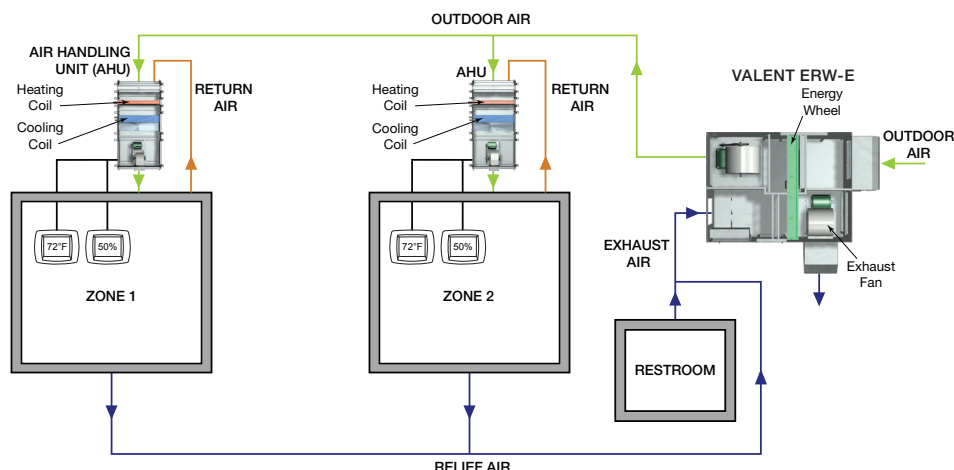 OUTDOOR AIR
AIR HANDLING
UNIT (AHU)
Heating
Coil
Cooling
Coil
RETURN
AIR
AHU
Heating
Coil
Cooling
Coil
RETURN
AIR
VALENT ERW-E
Energy
Wheel
OUTDOOR
AIR
72°F
50%
ZONE 1
72°F
50%
ZONE 2
EXHAUST
AIR
Exhaust
Fan
RESTROOM
RELIEF AIR